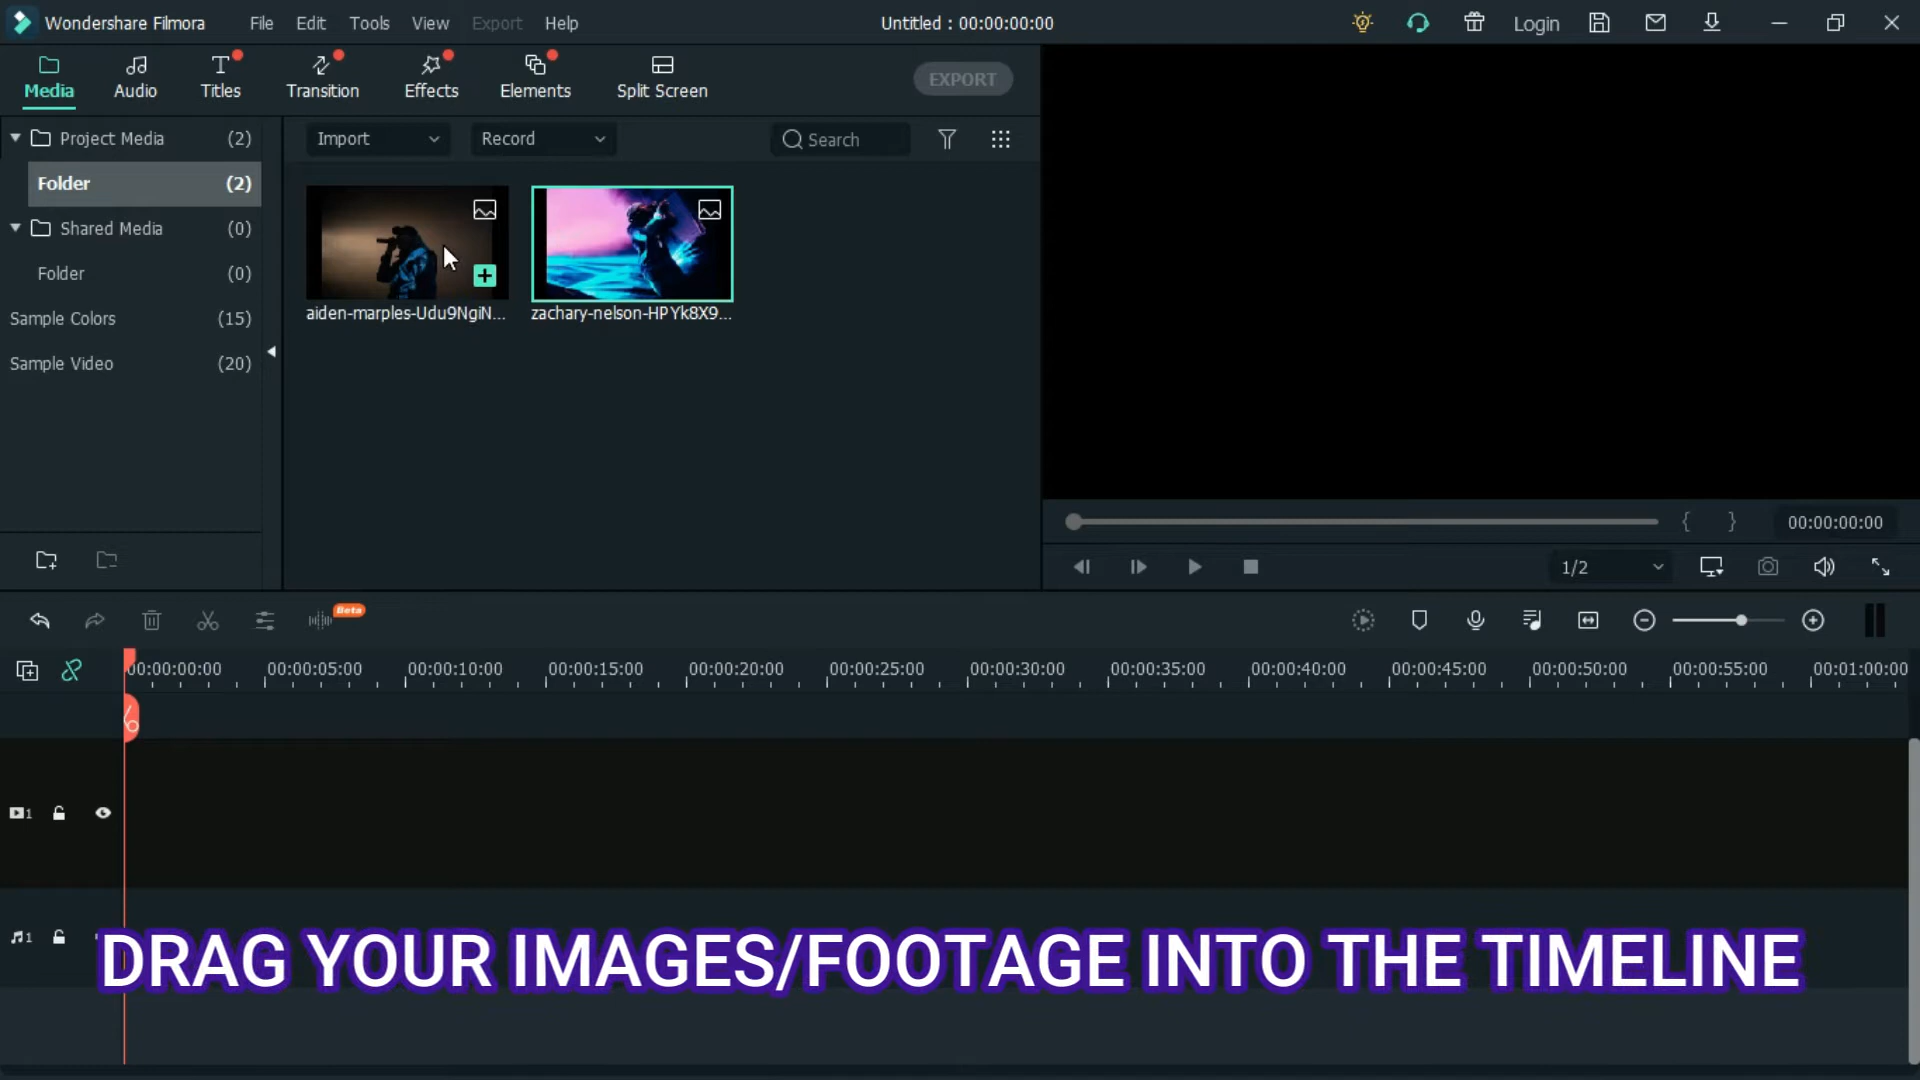 Wondershare Filmora File Edit Tools View Export Help Untitled : 00:00:00:00 Login
Media Audio Titles Transition Effects Elements Split Screen EXPORT
Project Media (2) Import Record Search
Folder (2)
Shared Media (0)
Folder (0)
Sample Colors (15) aiden-marples-Udu9NgiN... zachary-nelson-HPYk8X9...
Sample Video (20)
00:00:00:00
1/2
Beta
00:00:00:00 00:00:05:00 00:00:10:00 00:00:15:00 00:00:20:00 00:00:25:00 00:00:30:00 00:00:35:00 00:00:40:00 00:00:45:00 00:00:50:00 00:00:55:00 00:01:00:00
1
1
DRAG YOUR IMAGES/FOOTAGE INTO THE TIMELINE